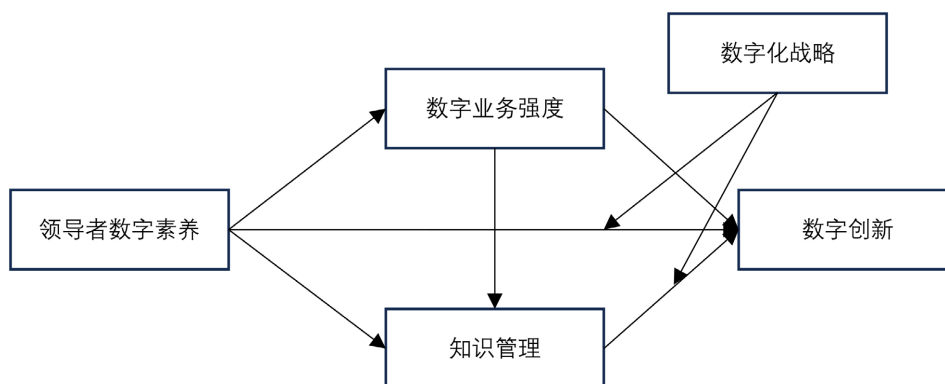 数字化战略
数字业务强度
领导者数字素养
数字创新
知识管理